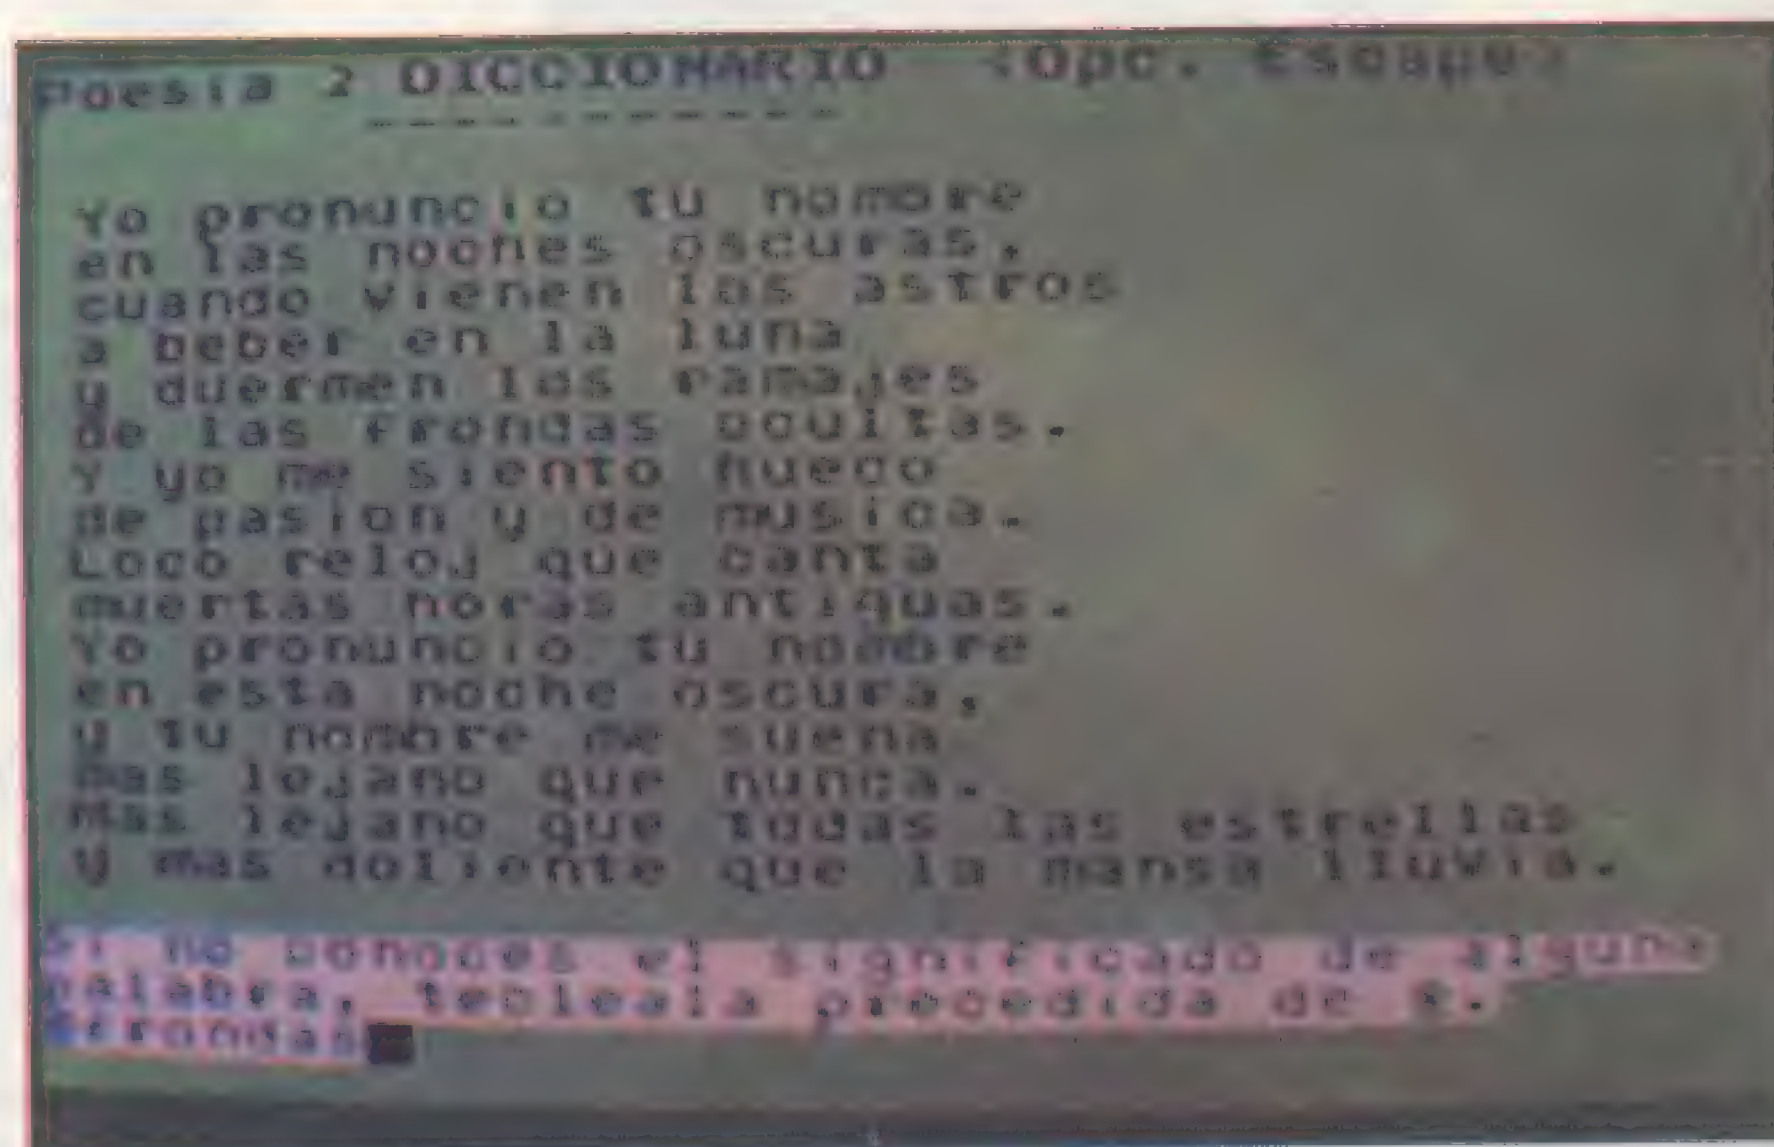 Poesia 2 DICCIONARIO <Opc. Escape>
Yo pronuncio tu nombre
en las noches oscuras,
cuando vienen los astros
a beber en la luna
y duermen los ramajes
de las frondas ocultas.
Y yo me siento hueco
de pasion y de musica.
Loco reloj que canta
muertas horas antiguas.
Yo pronuncio tu nombre
en esta noche oscura,
y tu nombre me suena
mas lejano que nunca.
Mas lejano que todas las estrellas
y mas doliente que la mansa lluvia.
Si no conoces el significado de alguna
palabra, tecleala precedida de
frondas